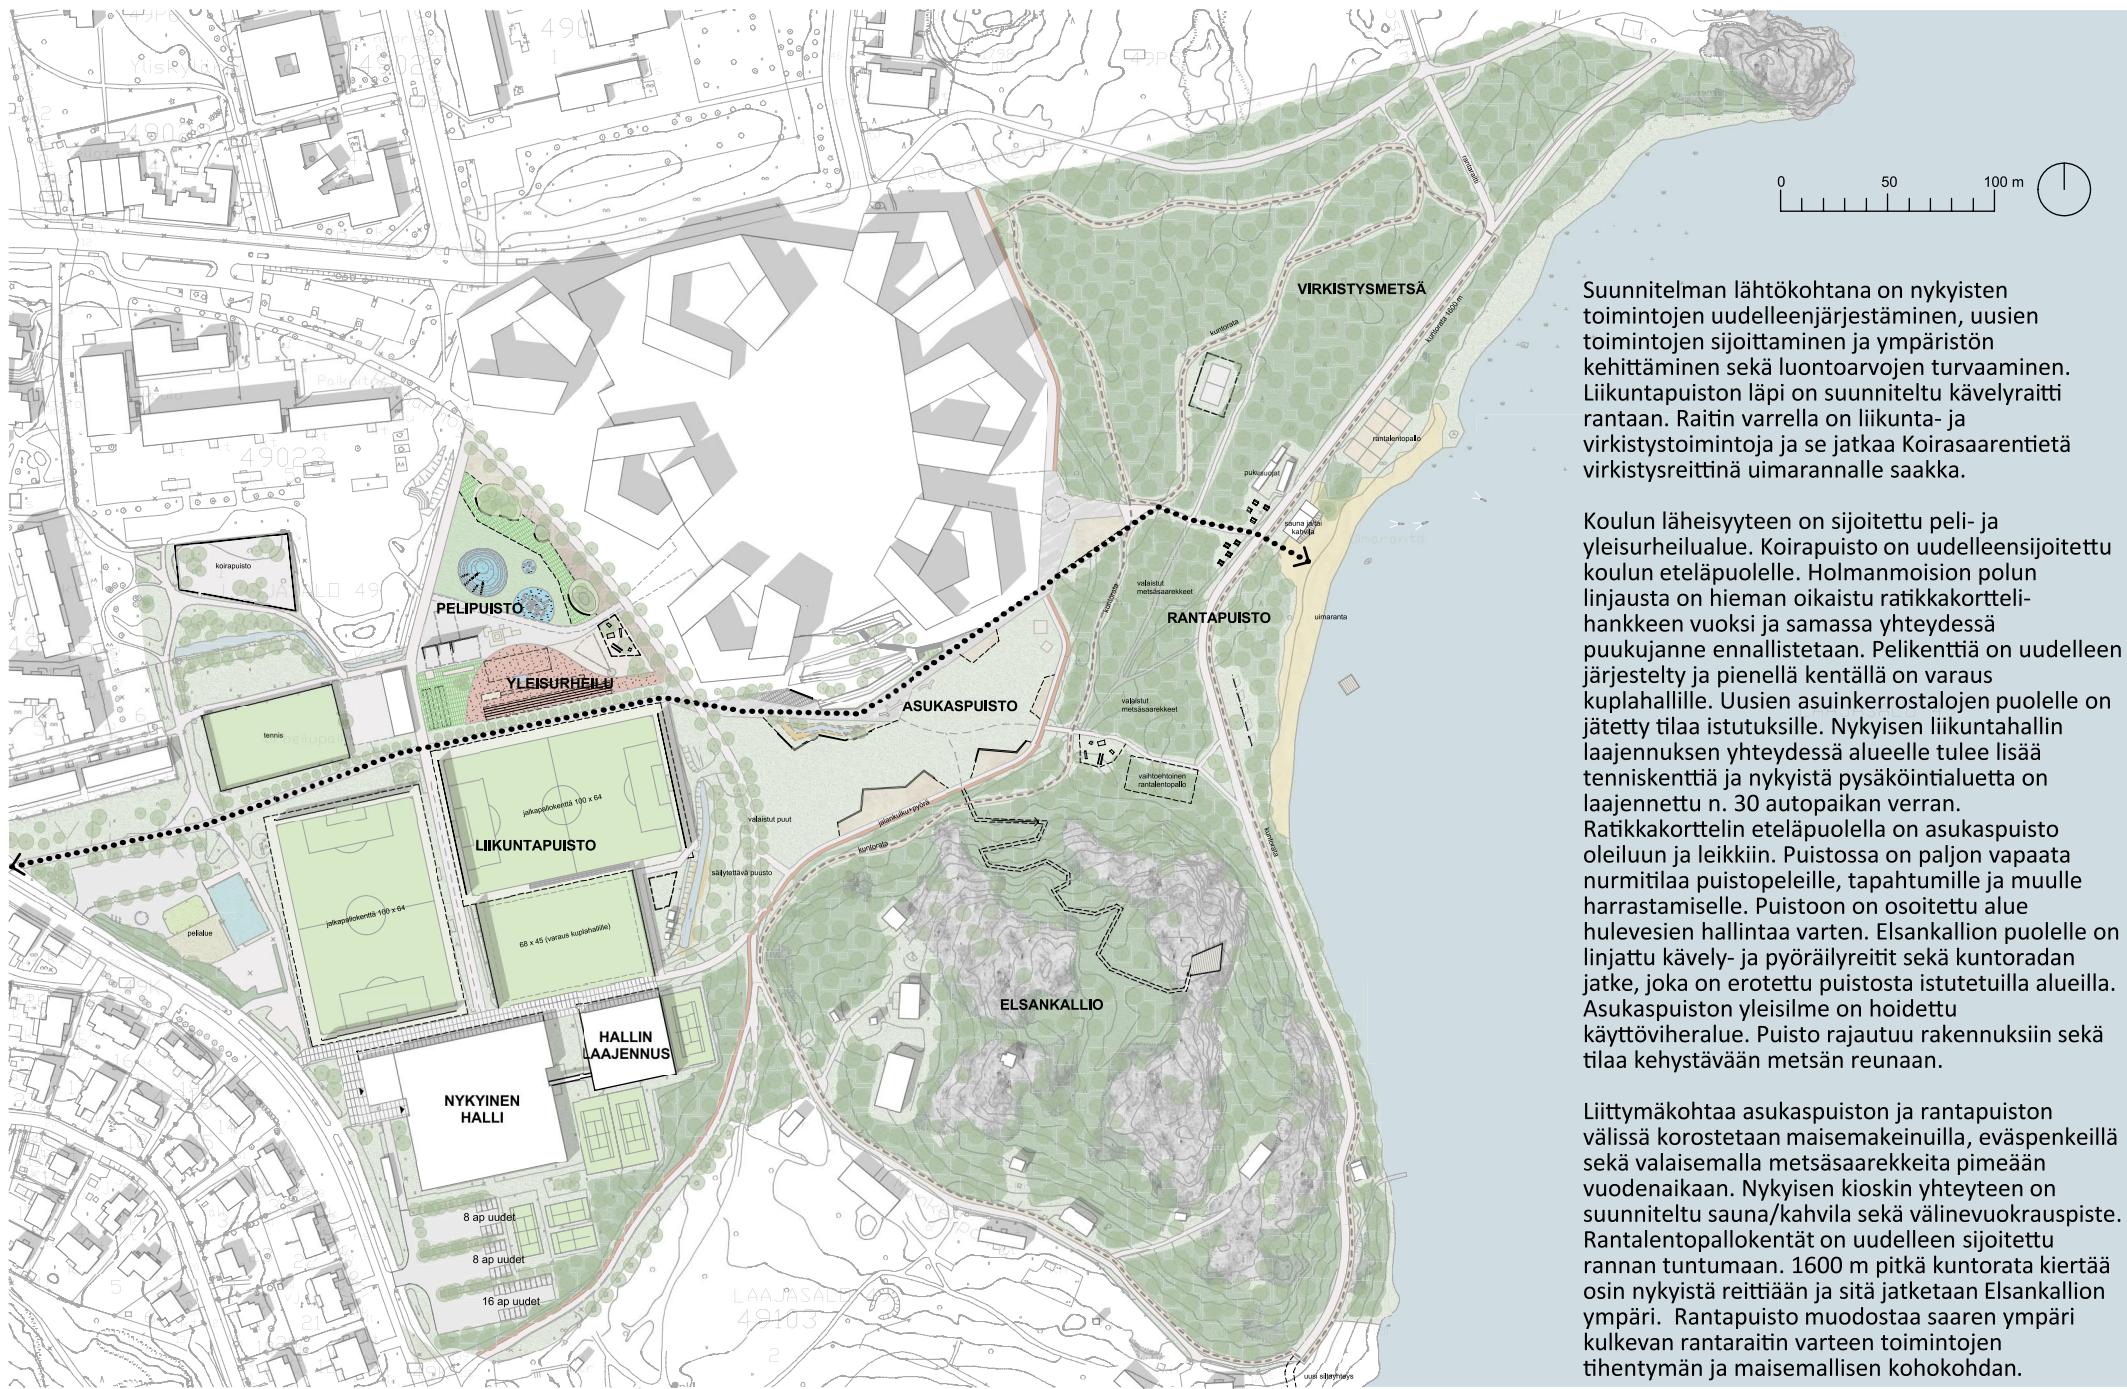 0 50 100 m
VIRKISTYSMETSÄ
rantaraitti
kuntorata
kuntorata 1600 m
rantalentopallo
pukusuojat
sauna ja/tai
kahvila
uimaranta
koirapuisto
PELIPUISTO
YLEISURHEILU
valaistut
metsäsaarekkeet
kuntorata
RANTAPUISTO
uimaranta
ASUKASPUISTO
valaistut
metsäsaarekkeet
tennis
vaihtoehtoinen
rantalentopallo
jalkapallokenttä 100 x 64
LIIKUNTAPUISTO
valaistut puut
jalankulku+pyörä
kuntorata
kuntorata
säilytettävä puusto
jalkapallokenttä 100 x 64
pelialue
68 x 45 (varaus kuplahallille)
ELSANKALLIO
HALLIN
LAAJENNUS
NYKYINEN
HALLI
8 ap uudet
8 ap uudet
16 ap uudet
LAAJASALO
49103
2
49023
uusi siltayhteys
Suunnitelman lähtökohtana on nykyisten
toimintojen uudelleenjärjestäminen, uusien
toimintojen sijoittaminen ja ympäristön
kehittäminen sekä luontoarvojen turvaaminen.
Liikuntapuiston läpi on suunniteltu kävelyraitti
rantaan. Raitin varrella on liikunta- ja
virkistystoimintoja ja se jatkaa Koirasaarentietä
virkistysreittinä uimarannalle saakka.
Koulun läheisyyteen on sijoitettu peli- ja
yleisurheilualue. Koirapuisto on uudelleensijoitettu
koulun eteläpuolelle. Holmanmoision polun
linjausta on hieman oikaistu ratikkakortteli-
hankkeen vuoksi ja samassa yhteydessä
puukujanne ennallistetaan. Pelikenttiä on uudelleen
järjestelty ja pienellä kentällä on varaus
kuplahallille. Uusien asuinkerrostalojen puolelle on
jätetty tilaa istutuksille. Nykyisen liikuntahallin
laajennuksen yhteydessä alueelle tulee lisää
tenniskenttiä ja nykyistä pysäköintialuetta on
laajennettu n. 30 autopaikan verran.
Ratikkakorttelin eteläpuolella on asukaspuisto
oleiluun ja leikkiin. Puistossa on paljon vapaata
nurmitilaa puistopeleille, tapahtumille ja muulle
harrastamiselle. Puistoon on osoitettu alue
hulevesien hallintaa varten. Elsankallion puolelle on
linjattu kävely- ja pyöräilyreitit sekä kuntoradan
jatke, joka on erotettu puistosta istutetuilla alueilla.
Asukaspuiston yleisilme on hoidettu
käyttöviheralue. Puisto rajautuu rakennuksiin sekä
tilaa kehystävään metsän reunaan.
Liittymäkohtaa asukaspuiston ja rantapuiston
välissä korostetaan maisemakeinuilla, eväspenkeillä
sekä valaisemalla metsäsaarekkeita pimeään
vuodenaikaan. Nykyisen kioskin yhteyteen on
suunniteltu sauna/kahvila sekä välinevuokrauspiste.
Rantalentopallokentät on uudelleen sijoitettu
rannan tuntumaan. 1600 m pitkä kuntorata kiertää
osin nykyistä reittiään ja sitä jatketaan Elsankallion
ympäri. Rantapuisto muodostaa saaren ympäri
kulkevan rantaraitin varteen toimintojen
tihentymän ja maisemallisen kohokohdan.